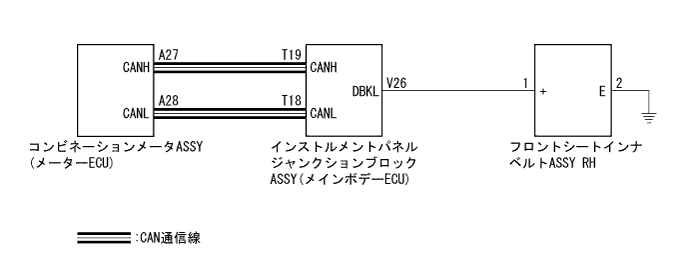 A27
T19
CANH
CANH
DBKL
V26
1
+
E
2
A28
T18
CANL
CANL
コンビネーションメータASSY
(メーターECU)
インストルメントパネル
ジャンクションブロック
ASSY(メインボデーECU)
フロントシートインナ
ベルトASSY RH
:CAN通信線